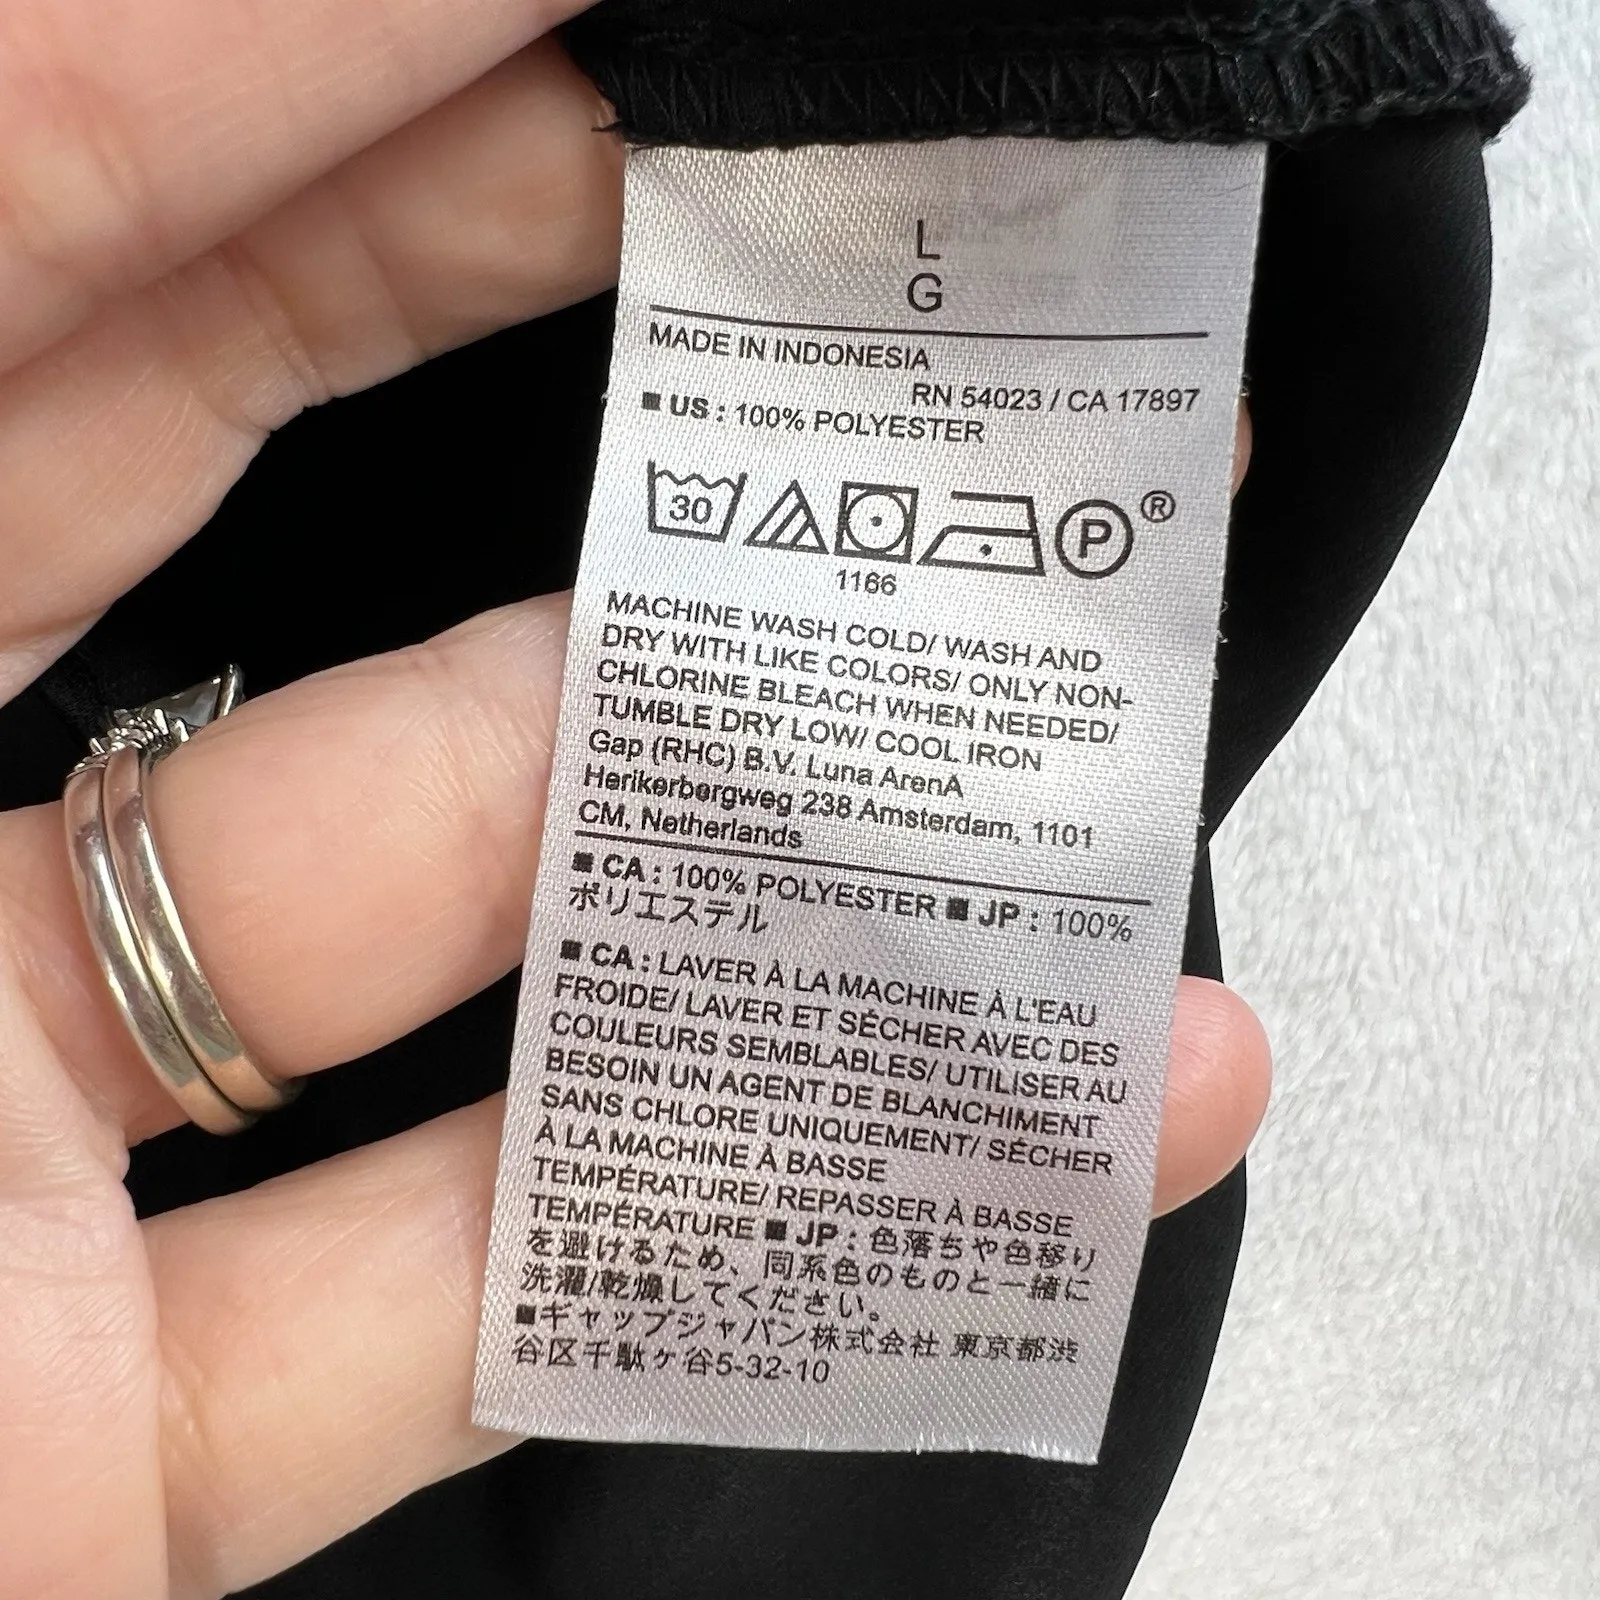 L
G
MADE IN INDONESIA
RN 54023 / CA 17897
■ US : 100% POLYESTER
30
P ®
1166
MACHINE WASH COLD/ WASH AND
DRY WITH LIKE COLORS/ ONLY NON-
CHLORINE BLEACH WHEN NEEDED/
TUMBLE DRY LOW/ COOL IRON
Gap (RHC) B.V. Luna ArenA
Herikerbergweg 238 Amsterdam, 1101
CM, Netherlands
■ CA : 100% POLYESTER ■ JP : 100%
ポリエステル
■ CA : LAVER À LA MACHINE À L'EAU
FROIDE/ LAVER ET SÉCHER AVEC DES
COULEURS SEMBLABLES/ UTILISER AU
BESOIN UN AGENT DE BLANCHIMENT
SANS CHLORE UNIQUEMENT/ SÉCHER
À LA MACHINE À BASSE
TEMPÉRATURE/ REPASSER À BASSE
TEMPÉRATURE ■ JP : 色落ちや色移り
を避けるため、同系色のものと一緒に
洗濯/乾燥してください。
■ギャップジャパン株式会社 東京都渋
谷区千駄ヶ谷5-32-10